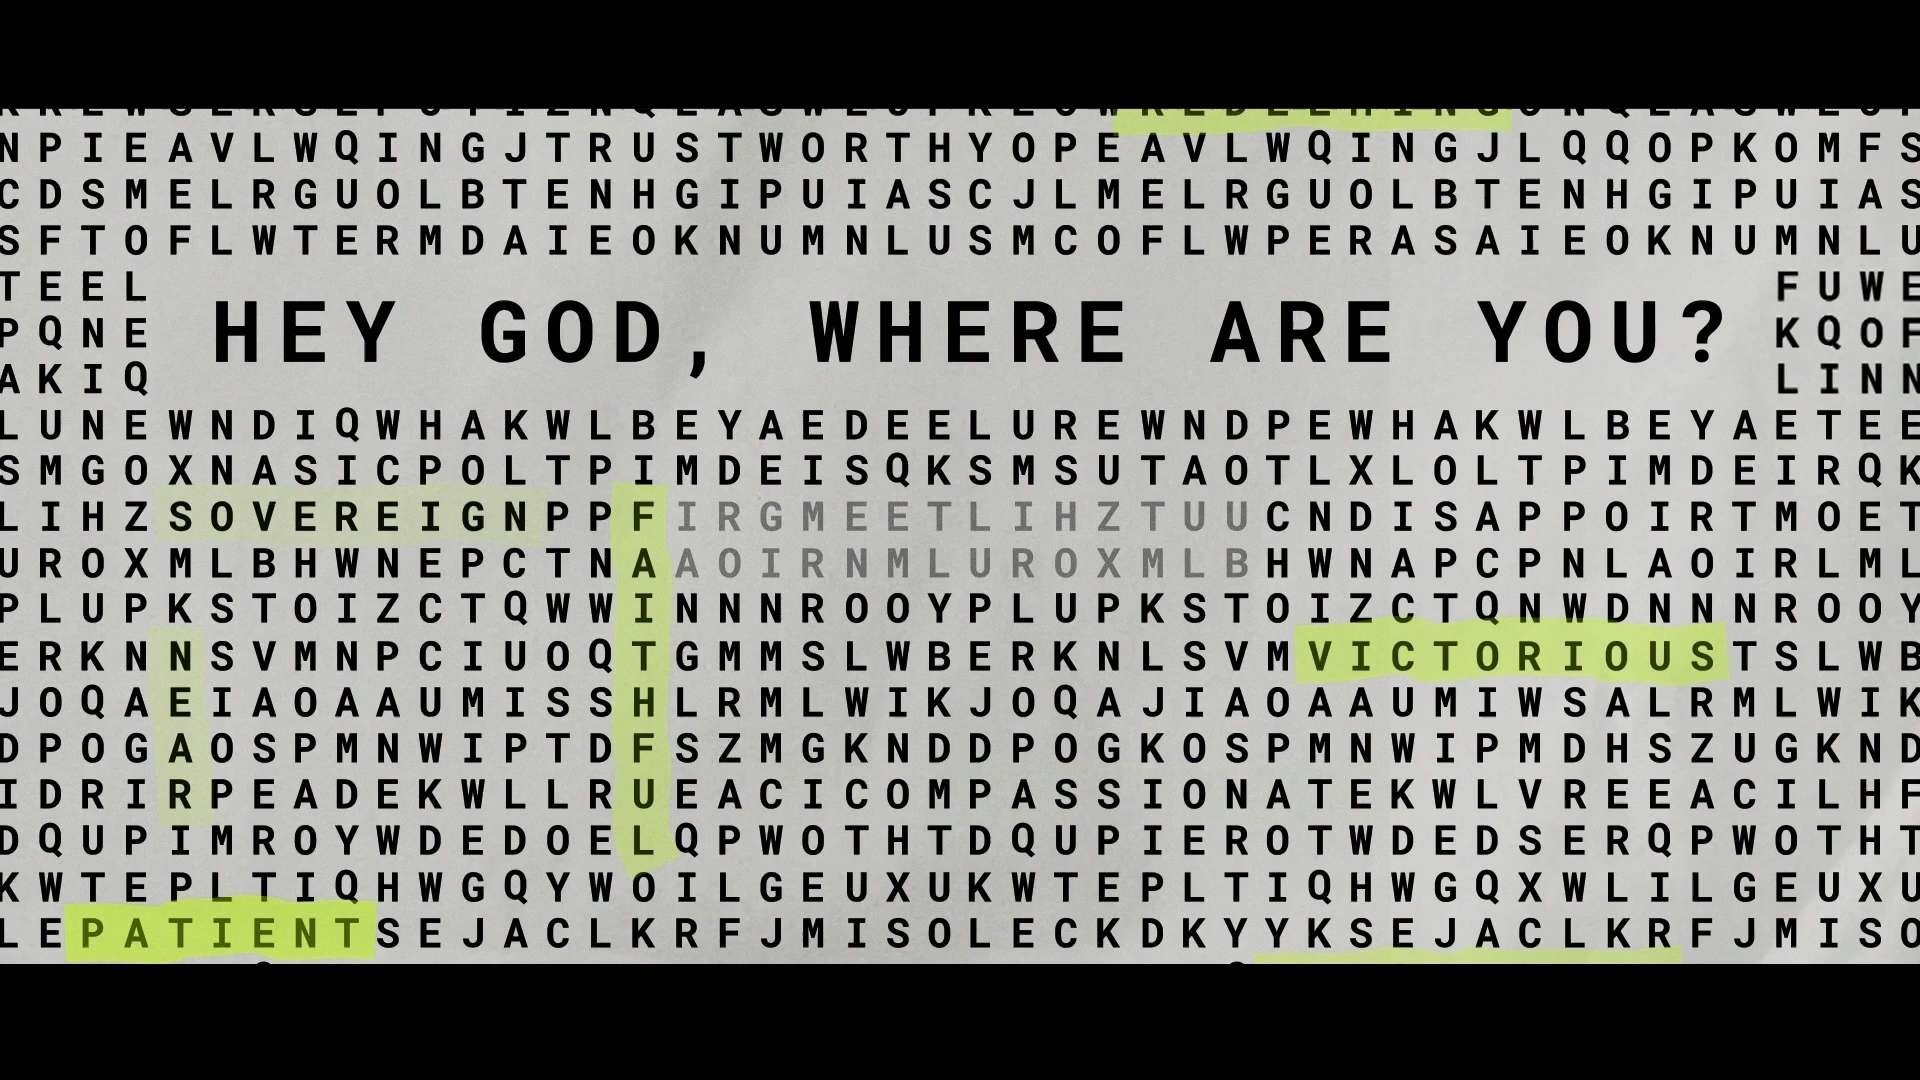 NPIEAVLWQINGJTRUSTWORTHYOPEAVLWQINGJLQQOPKOMFS
CDSMELRGUOLBTENHGIPUIASCJLMELRGUOLBTENHGIPUIAS
SFTOFLWTERMDAIEOKNUMNLUSMCOFLWPERASAIEOKNUMNLU
TEEL FUWE
PQNE HEY GOD, WHERE ARE YOU? KQOF
AKIQ LINN
LUNEWNDIQWHAKWLBEYAEDEELUREWNDPEWHAKWLBEYAETEE
SMGOXNASICPOLTPIMDEISQKSMSUTAOTLXLOLTPIMDEIRQK
LIHZSOVEREIGNPPFIRGMEETLIHZTUUCNDISAPPOIRTMOET
UROXMLBHWNEPCTNAAOIRNMLUROXMLBHWNAPCPNLAOIRLML
PLUPKSTOIZCTQWWINNNROOYPLUPKSTOIZCTQNWDNNNROOY
ERKNNSVMNPCIUOQTGMMSLWBERKNLSVMVICTORIOUSTSLWB
JOQAEIAOAAUMISSHLRMLWIKJOQAJIAOAAUMIWSALRMLWIK
DPOGAOSPMNWIPTDFSZMGKNDDPOGKOSPMNWIPMDHSZUGKND
IDRIRPEADEKWLLRUEACICOMPASSIONATEKWLVREEACILHF
DQUPIMROYWDEDOELQPWOTHTDQUPIEROTWDEDSERQPWOTHT
KWTEPLTIQHWGQYWOILGEUXUKWTEPLTIQHWGQXWLILGEUXU
LEPATIENTSEJACLKRFJMISOLECKDKYYKSEJACLKRFJMISO